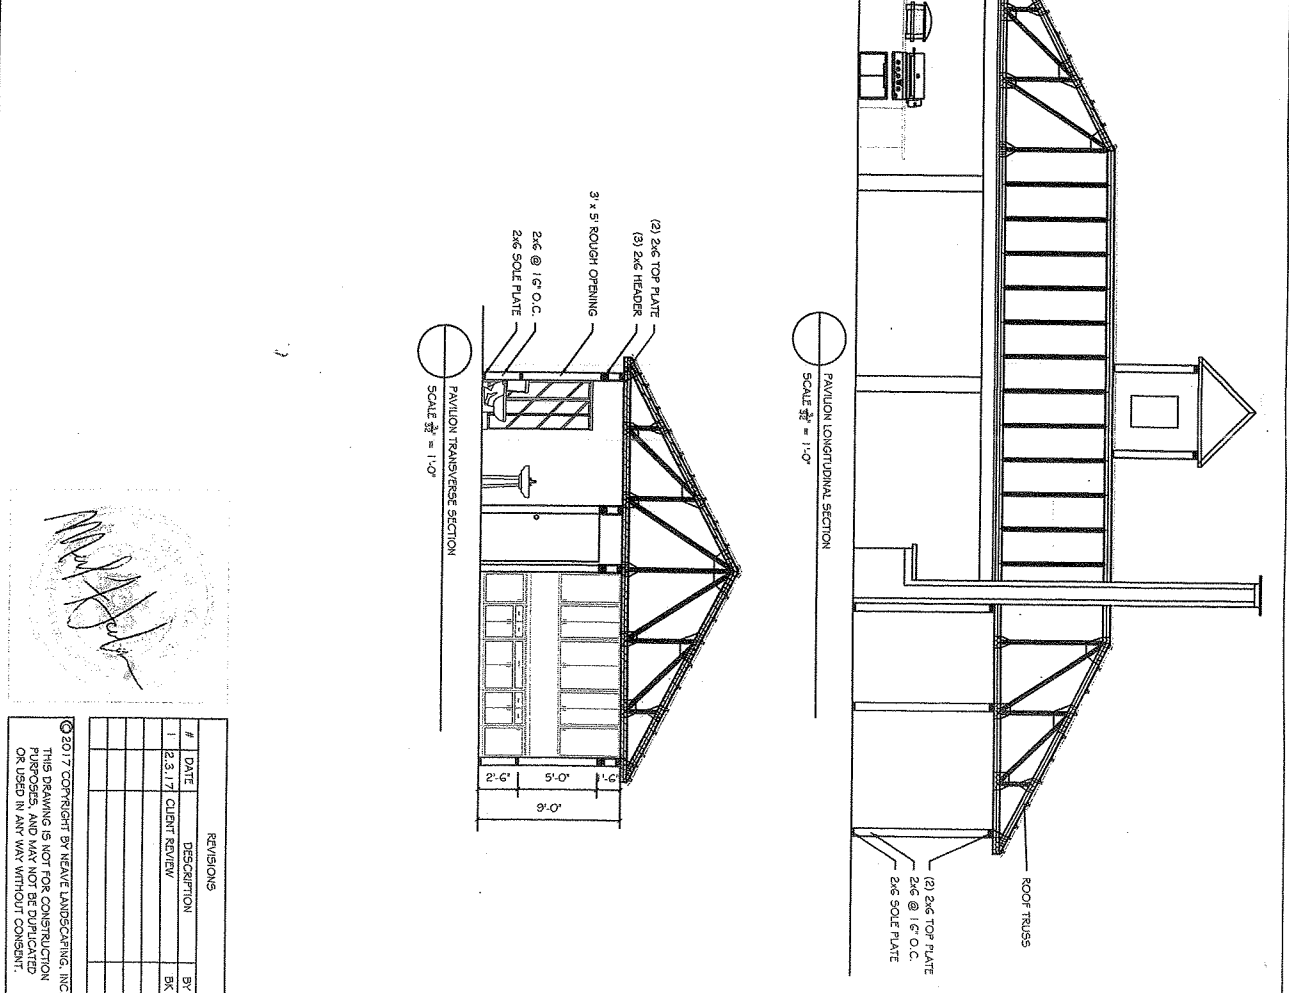 ROOF TRUSS
(2) 2x6 TOP PLATE
2x6 @ 16" O.C.
2x6 SOLE PLATE
PAVILION LONGITUDINAL SECTION
SCALE 3/32" = 1'-0"
(2) 2x6 TOP PLATE
(3) 2x6 HEADER
3' x 5' ROUGH OPENING
2x6 @ 16" O.C.
2x6 SOLE PLATE
1'-6"
5'-0"
2'-6"
9'-0"
PAVILION TRANSVERSE SECTION
SCALE 3/32" = 1'-0"
REVISIONS
# DATE DESCRIPTION BY
1 2.3.17 CLIENT REVIEW BK
© 2017 COPYRIGHT BY NEAVE LANDSCAPING, INC
THIS DRAWING IS NOT FOR CONSTRUCTION
PURPOSES, AND MAY NOT BE DUPLICATED
OR USED IN ANY WAY WITHOUT CONSENT.